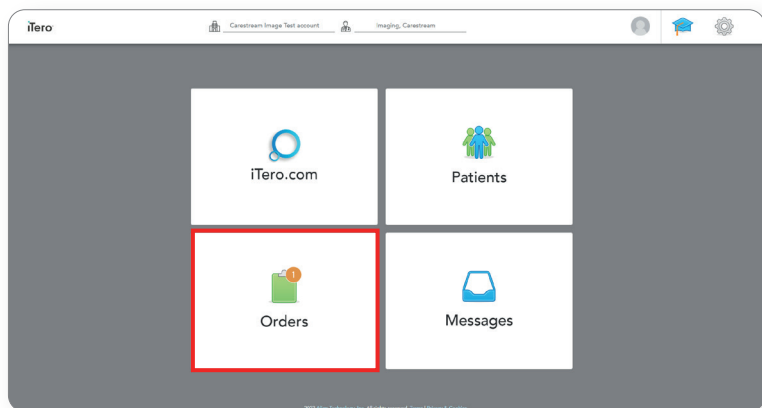 iTero
Carestream Image Test account
Imaging, Carestream
iTero.com
Patients
1
Orders
Messages